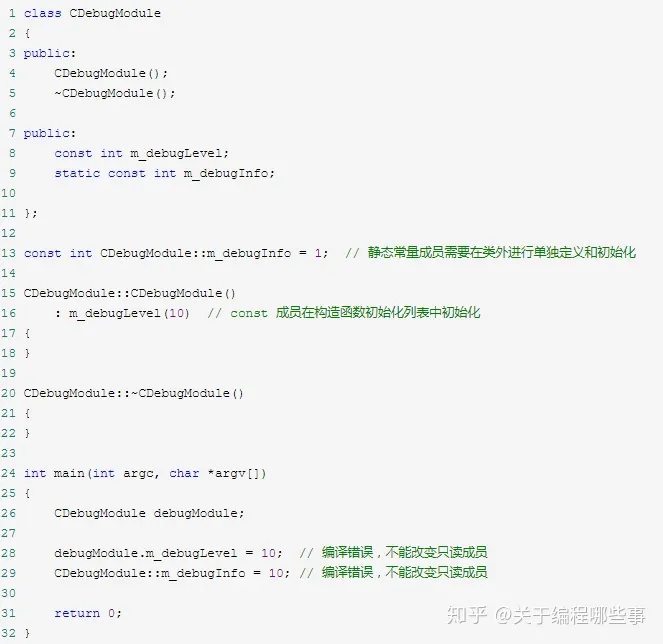 1 class CDebugModule
2 {
3 public:
4     CDebugModule();
5     ~CDebugModule();
6
7 public:
8     const int m_debugLevel;
9     static const int m_debugInfo;
10
11 };
12
13 const int CDebugModule::m_debugInfo = 1;  // 静态常量成员需要在类外进行单独定义和初始化
14
15 CDebugModule::CDebugModule()
16     : m_debugLevel(10)  // const 成员在构造函数初始化列表中初始化
17 {
18 }
19
20 CDebugModule::~CDebugModule()
21 {
22 }
23
24 int main(int argc, char *argv[])
25 {
26     CDebugModule debugModule;
27
28     debugModule.m_debugLevel = 10;  // 编译错误，不能改变只读成员
29     CDebugModule::m_debugInfo = 10; // 编译错误，不能改变只读成员
30
31     return 0;
32 }
知乎 @关于编程哪些事